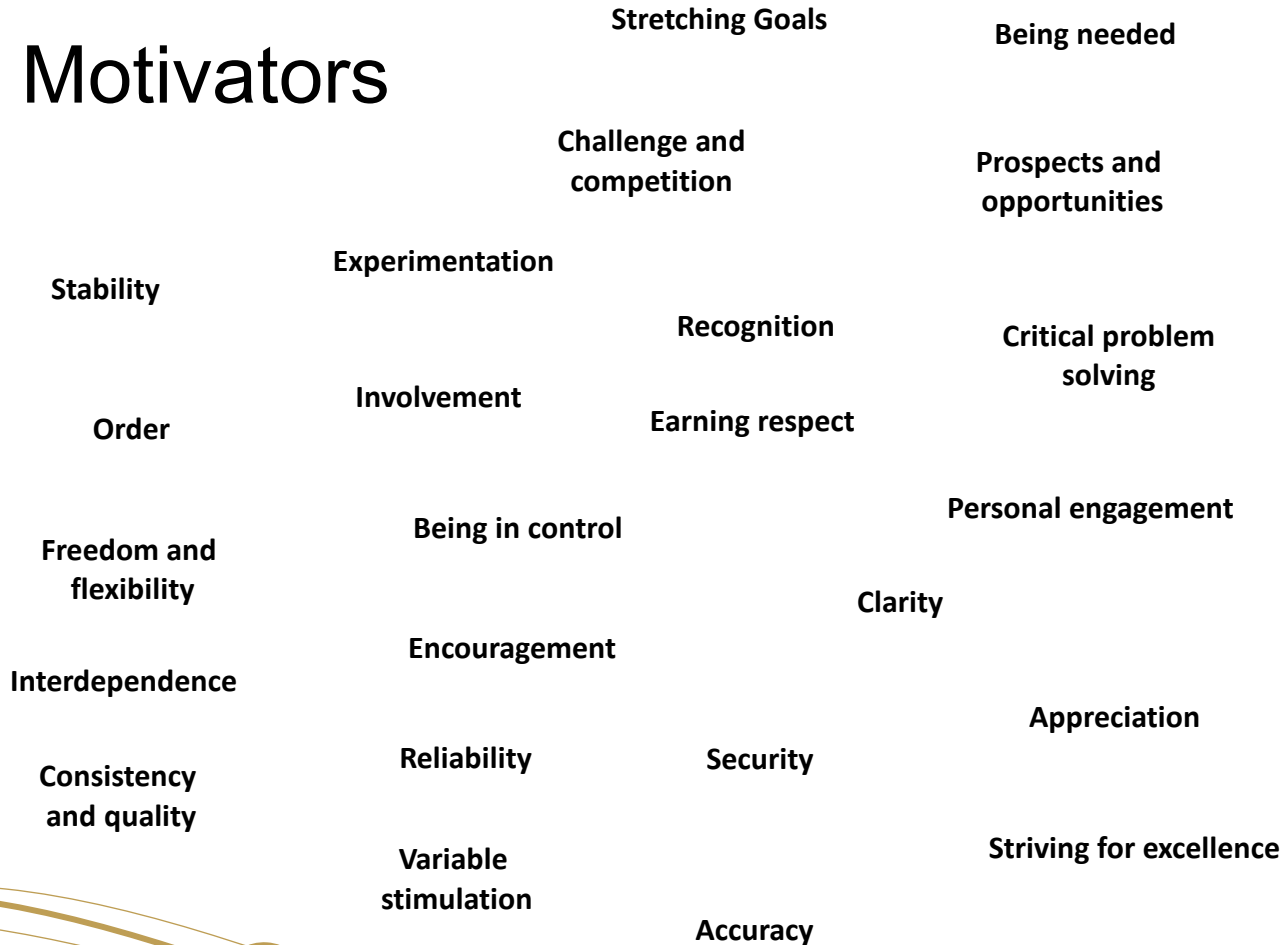 Stretching Goals
Being needed
Motivators
Challenge and
competition
Prospects and
opportunities
Experimentation
Stability
Recognition
Critical problem
solving
Involvement
Order
Earning respect
Personal engagement
Being in control
Freedom and
flexibility
Clarity
Encouragement
Interdependence
Appreciation
Reliability
Security
Consistency
and quality
Striving for excellence
Variable
stimulation
Accuracy